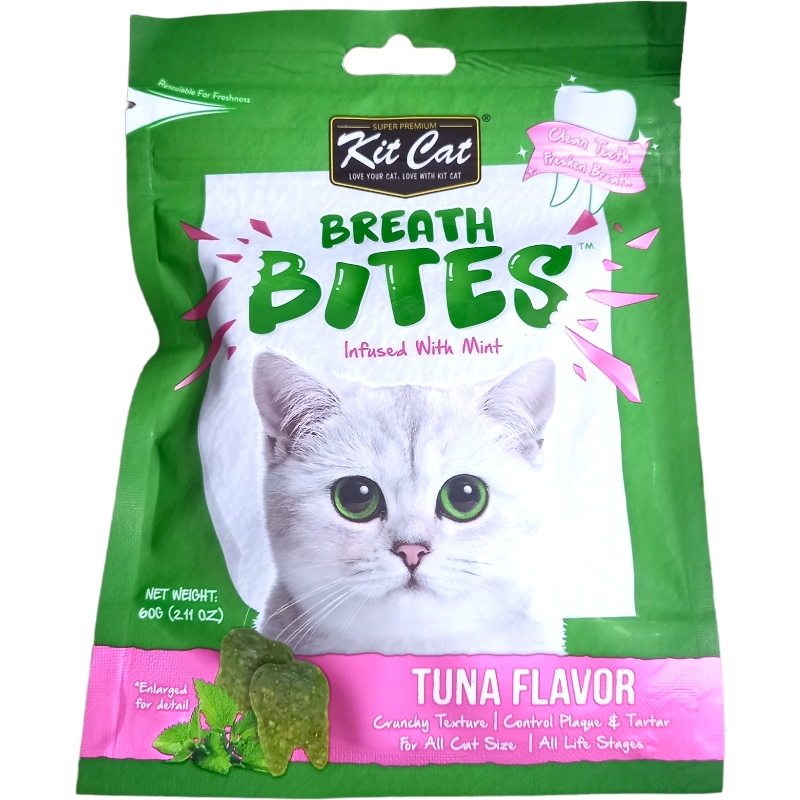 Resealable For Freshness
SUPER PREMIUM
Kit Cat®
LOVE YOUR CAT, LOVE WITH KIT CAT
Clean Teeth
Freshen Breath
BREATH
BITES™
Infused With Mint
NET WEIGHT:
60G (2.11 OZ)
*Enlarged
for detail
TUNA FLAVOR
Crunchy Texture | Control Plaque & Tartar
For All Cat Size | All Life Stages